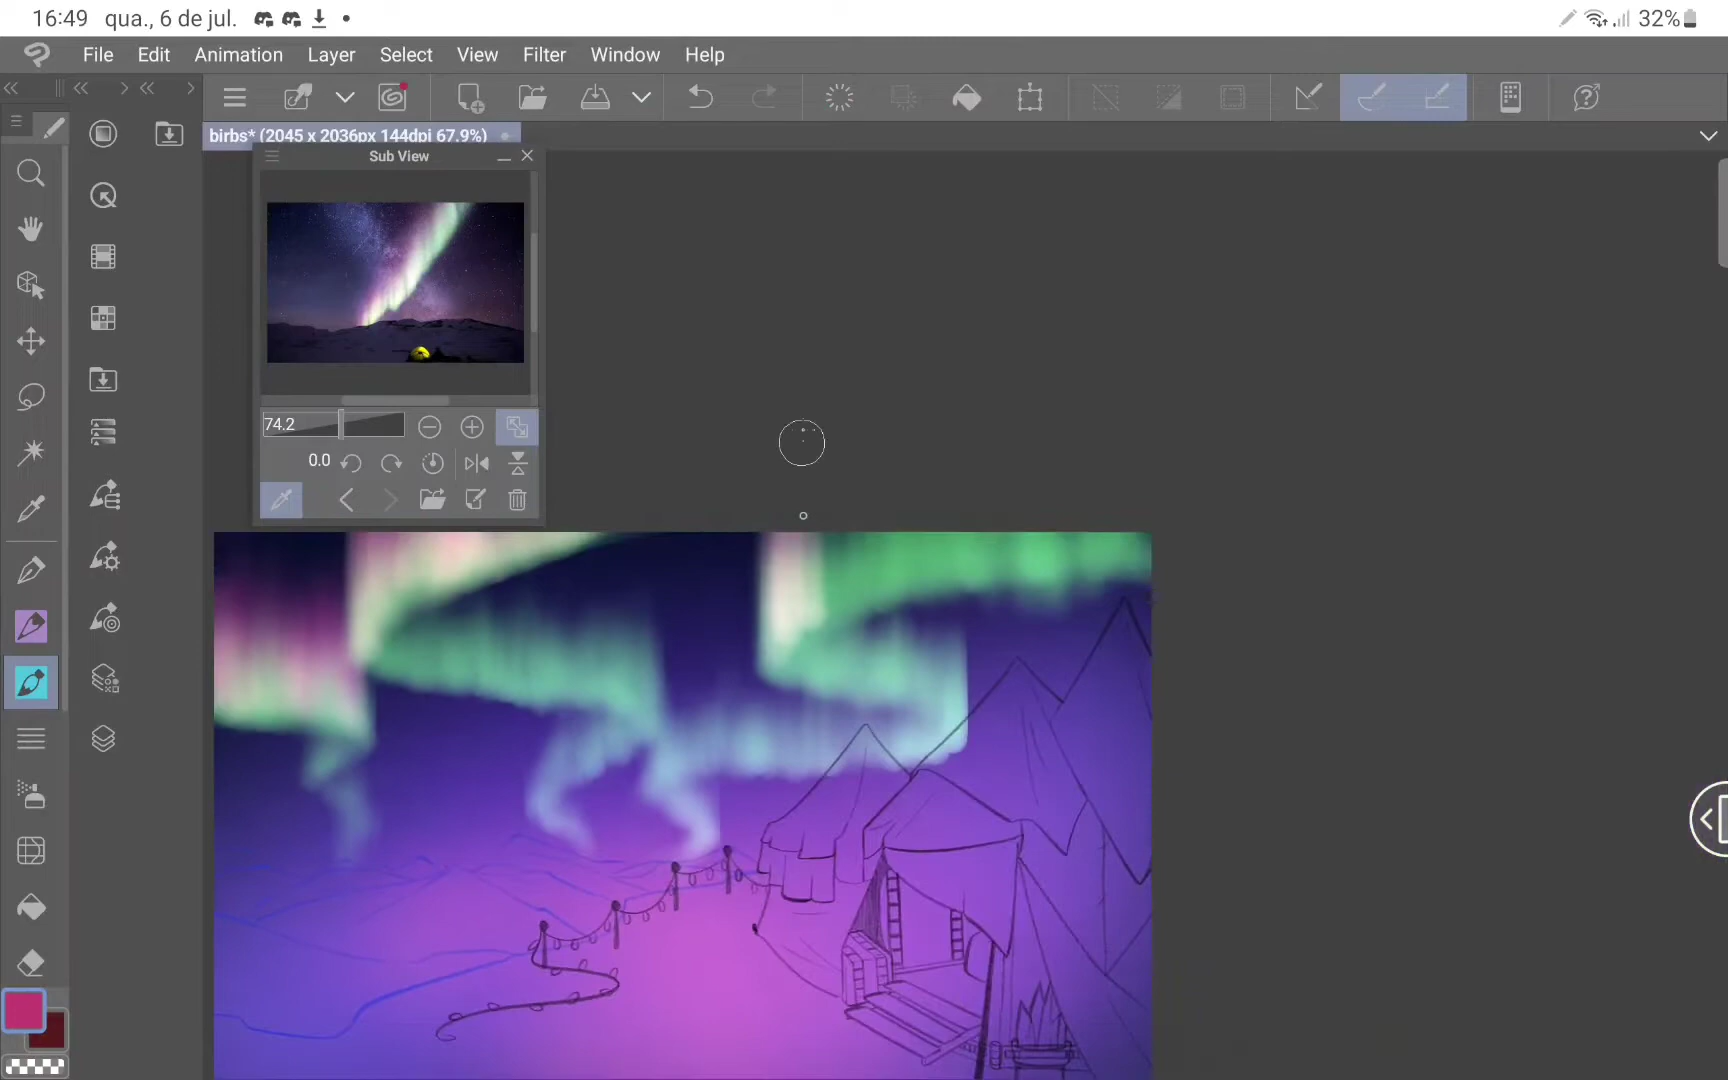 16:49 qua., 6 de jul. 32%
File Edit Animation Layer Select View Filter Window Help
birbs* (2045 x 2036px 144dpi 67.9%)
Sub View
74.2
0.0